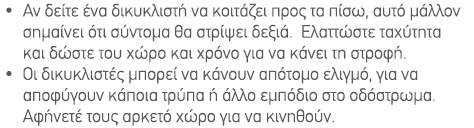 • Αν δείτε ένα δικυκλιστή να κοιτάζει προς τα πίσω, αυτό μάλλον
σημαίνει ότι σύντομα θα στρίψει δεξιά. Ελαττώστε ταχύτητα
και δώστε του χώρο και χρόνο για να κάνει τη στροφή.
• Οι δικυκλιστές μπορεί να κάνουν απότομο ελιγμό, για να
αποφύγουν κάποια τρύπα ή άλλο εμπόδιο στο οδόστρωμα.
Αφήνετέ τους αρκετό χώρο για να κινηθούν.